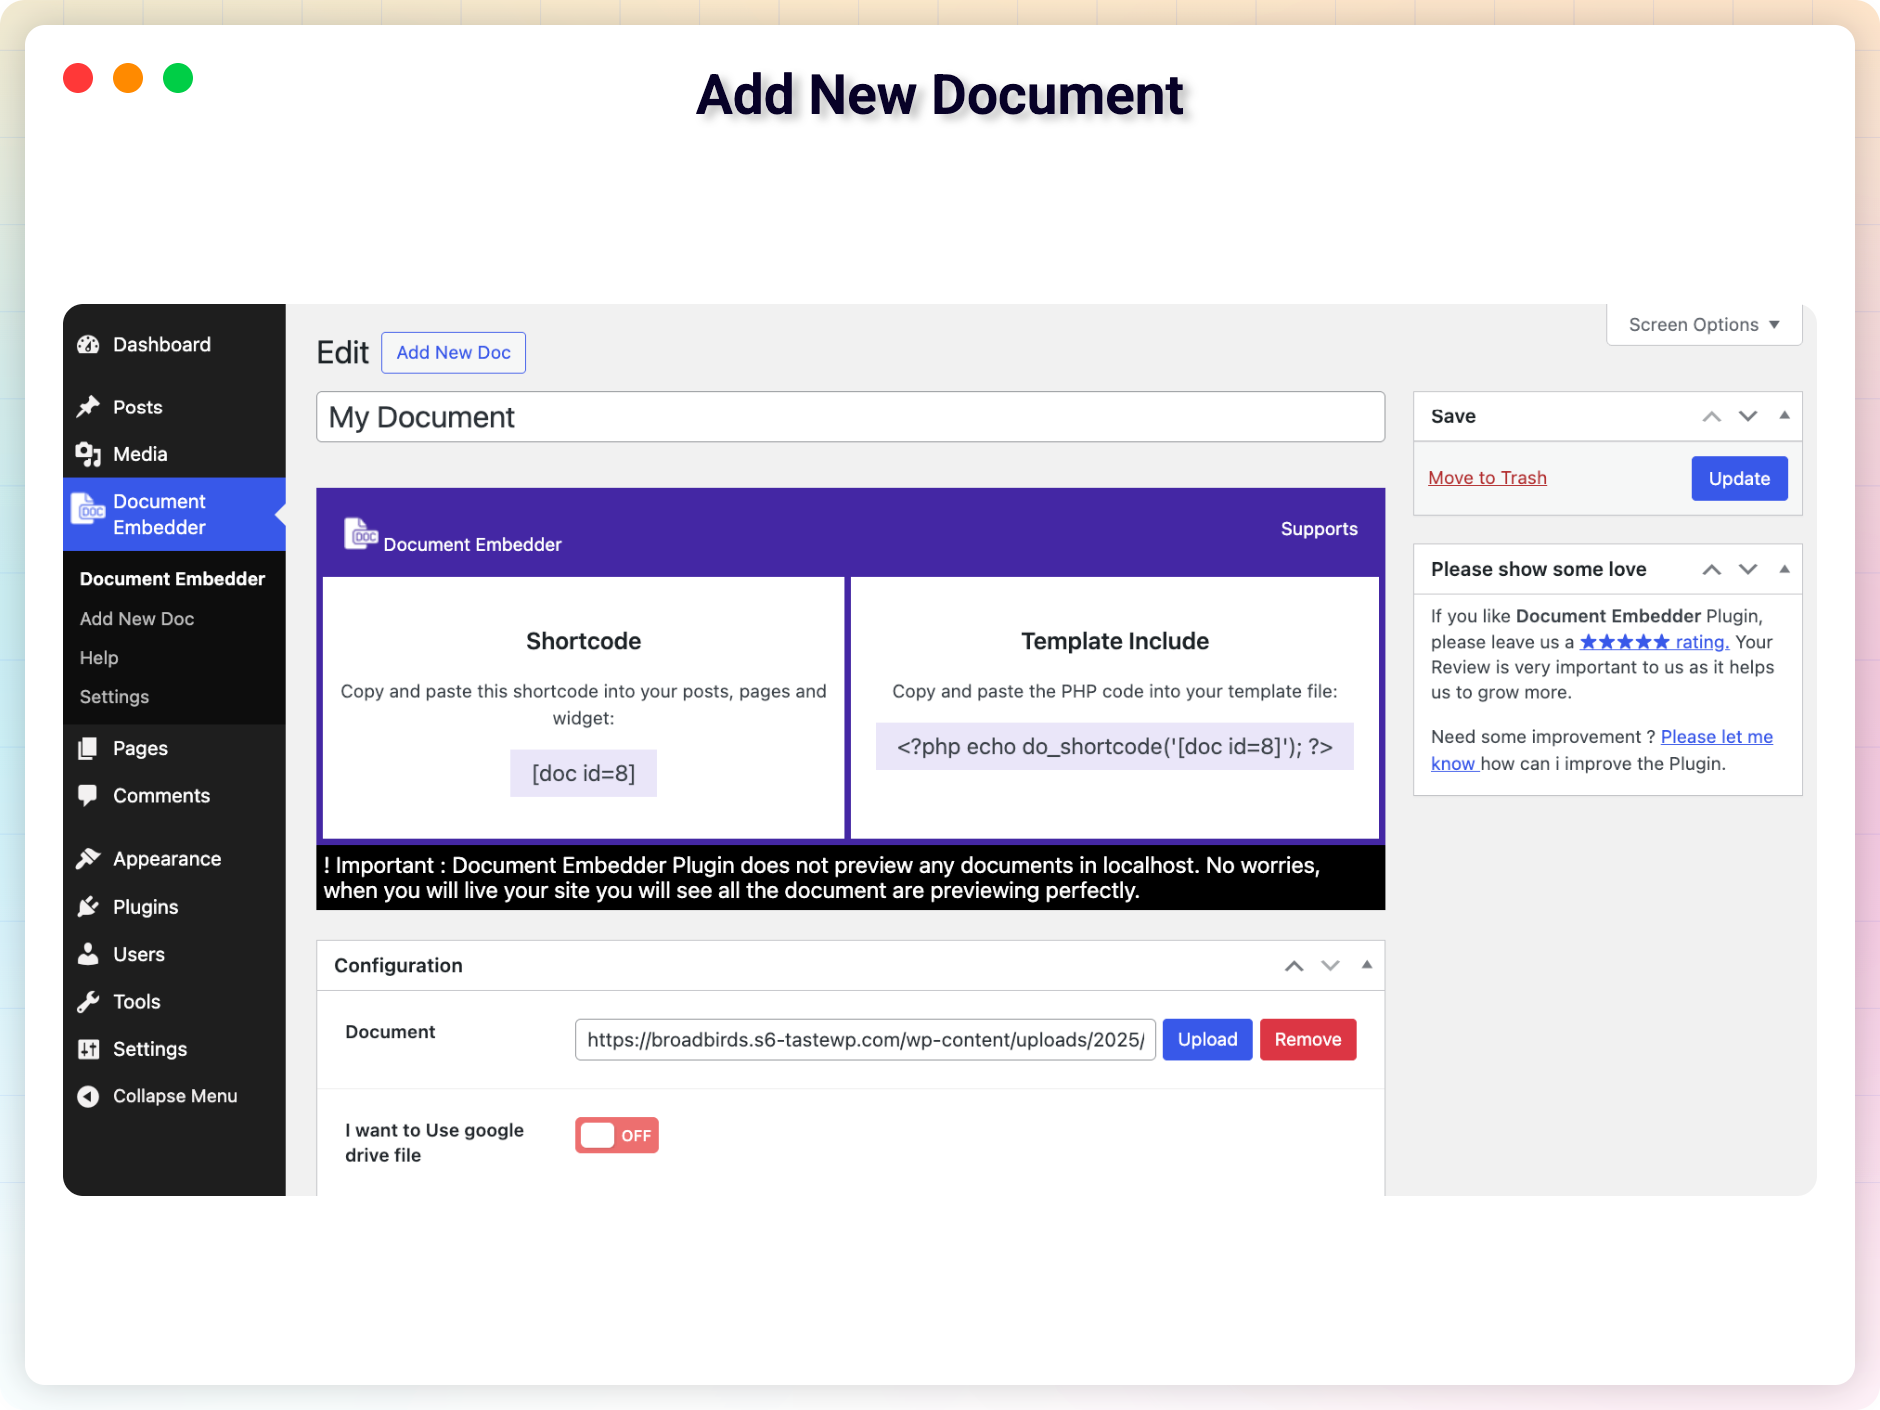 Add New Document
Dashboard
Posts
Media
Document
Embedder
Document Embedder
Add New Doc
Help
Settings
Pages
Comments
Appearance
Plugins
Users
Tools
Settings
Collapse Menu
Screen Options
Edit
Add New Doc
My Document
DOC
Document Embedder
Supports
Shortcode
Copy and paste this shortcode into your posts, pages and
widget:
[doc id=8]
Template Include
Copy and paste the PHP code into your template file:
<?php echo do_shortcode('[doc id=8]'); ?>
! Important : Document Embedder Plugin does not preview any documents in localhost. No worries,
when you will live your site you will see all the document are previewing perfectly.
Configuration
Document
https://broadbirds.s6-tastewp.com/wp-content/uploads/2025/
Upload
Remove
I want to Use google
drive file
OFF
Save
Move to Trash
Update
Please show some love
If you like Document Embedder Plugin,
please leave us a ★★★★★ rating. Your
Review is very important to us as it helps
us to grow more.
Need some improvement ? Please let me
know how can i improve the Plugin.